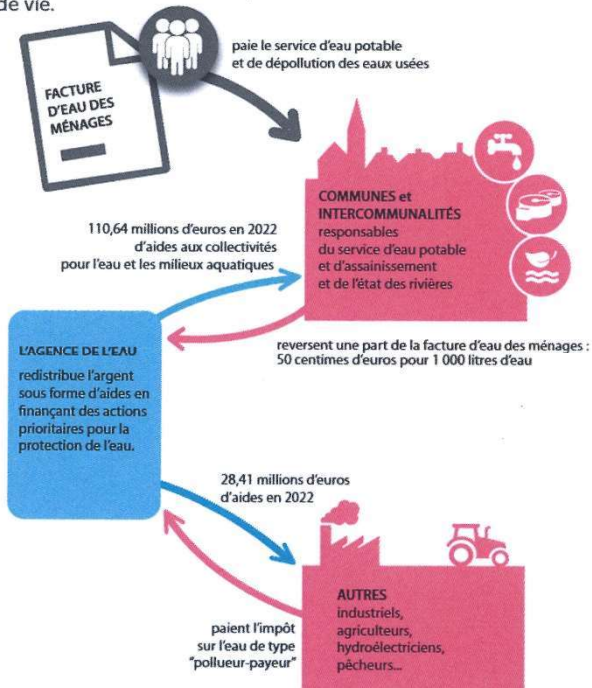 de vie.
paie le service d'eau potable
et de dépollution des eaux usées
FACTURE
D'EAU DES
MÉNAGES
COMMUNES et
INTERCOMMUNALITÉS
responsables
du service d'eau potable
et d'assainissement
et de l'état des rivières
110,64 millions d'euros en 2022
d'aides aux collectivités
pour l'eau et les milieux aquatiques
reversent une part de la facture d'eau des ménages :
50 centimes d'euros pour 1 000 litres d'eau
L'AGENCE DE L'EAU
redistribue l'argent
sous forme d'aides en
finançant des actions
prioritaires pour la
protection de l'eau.
28,41 millions d'euros
d'aides en 2022
AUTRES
industriels,
agriculteurs,
hydroélectriciens,
pêcheurs...
paient l'impôt
sur l'eau de type
"pollueur-payeur"